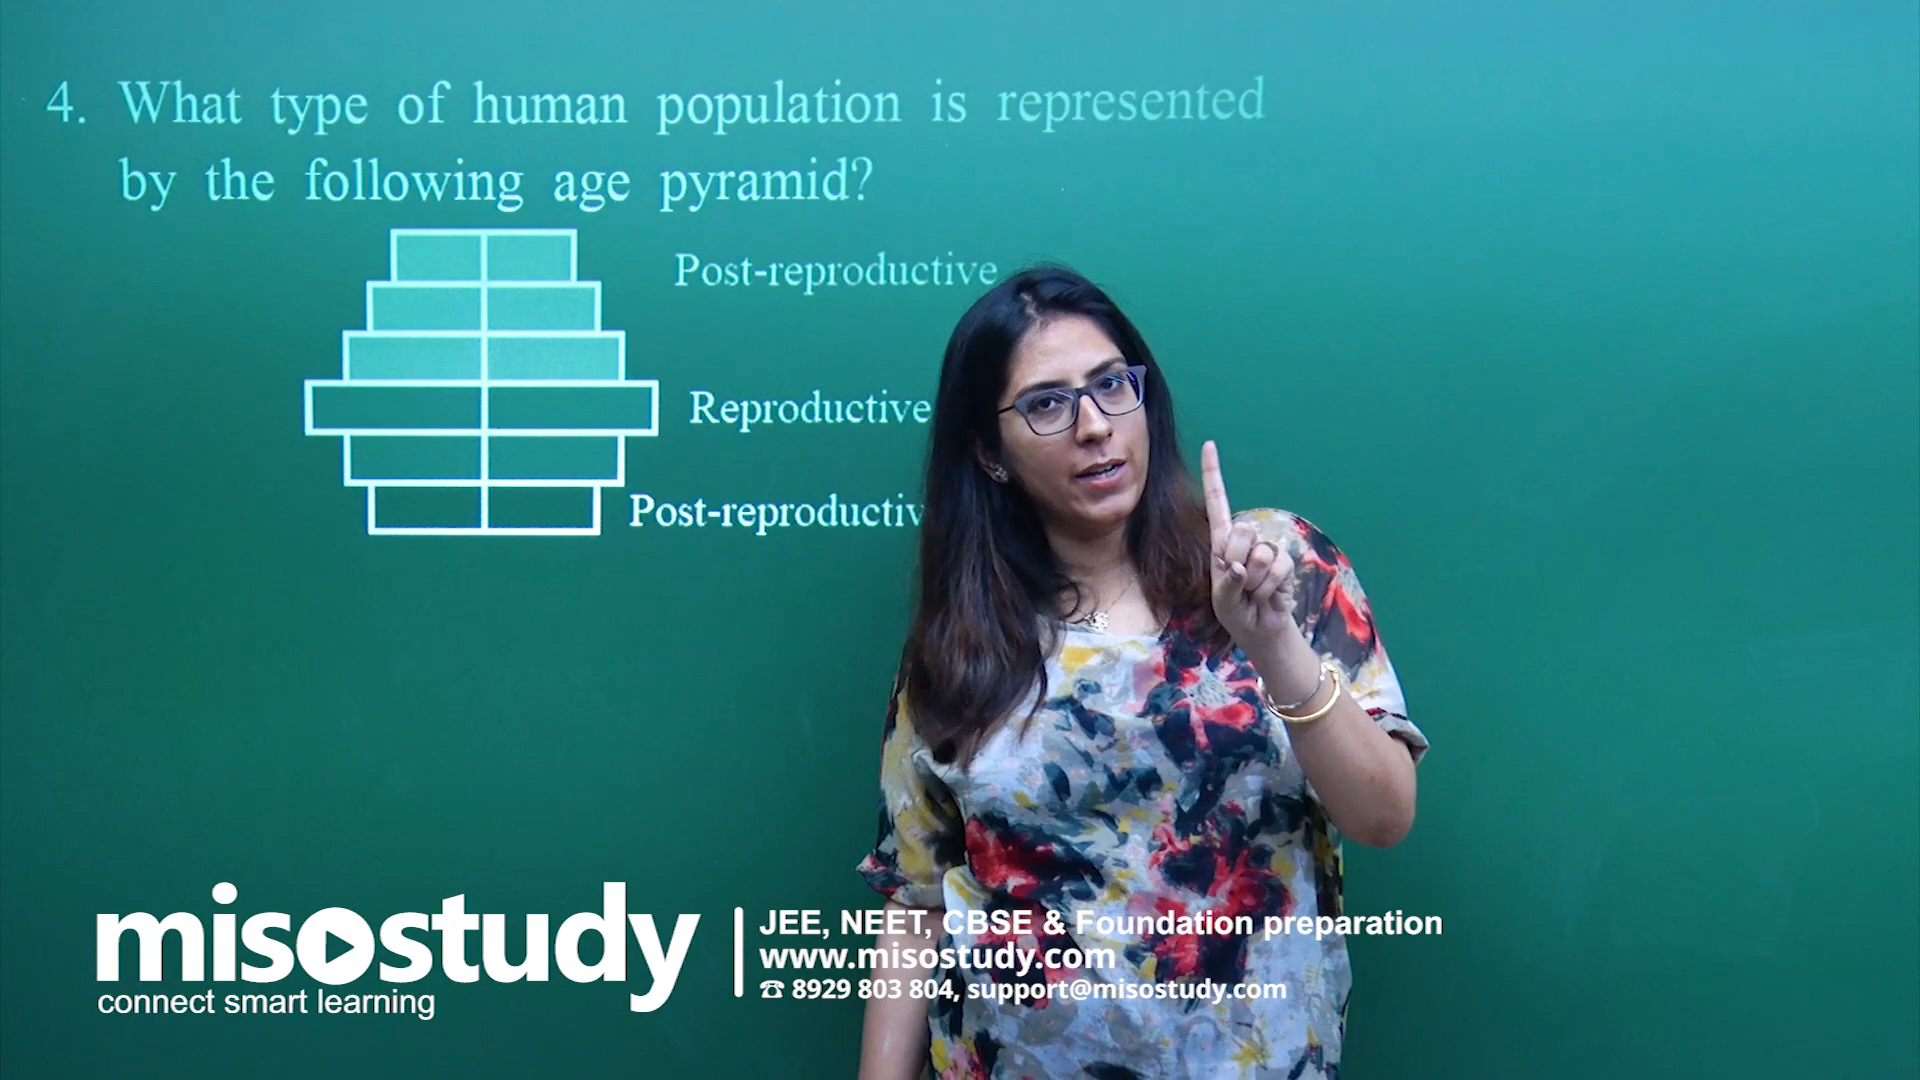 4. What type of human population is represented
by the following age pyramid?
Post-reproductive
Reproductive
Post-reproductiv
misostudy
connect smart learning
JEE, NEET, CBSE & Foundation preparation
www.misostudy.com
☎ 8929 803 804, support@misostudy.com